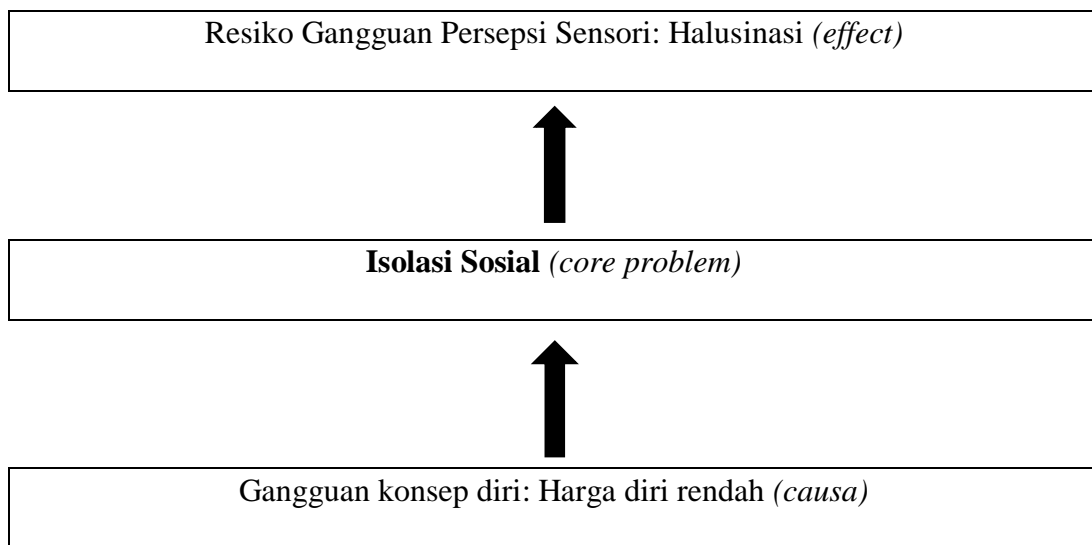 Resiko Gangguan Persepsi Sensori: Halusinasi (effect)
Isolasi Sosial (core problem)
Gangguan konsep diri: Harga diri rendah (causa)